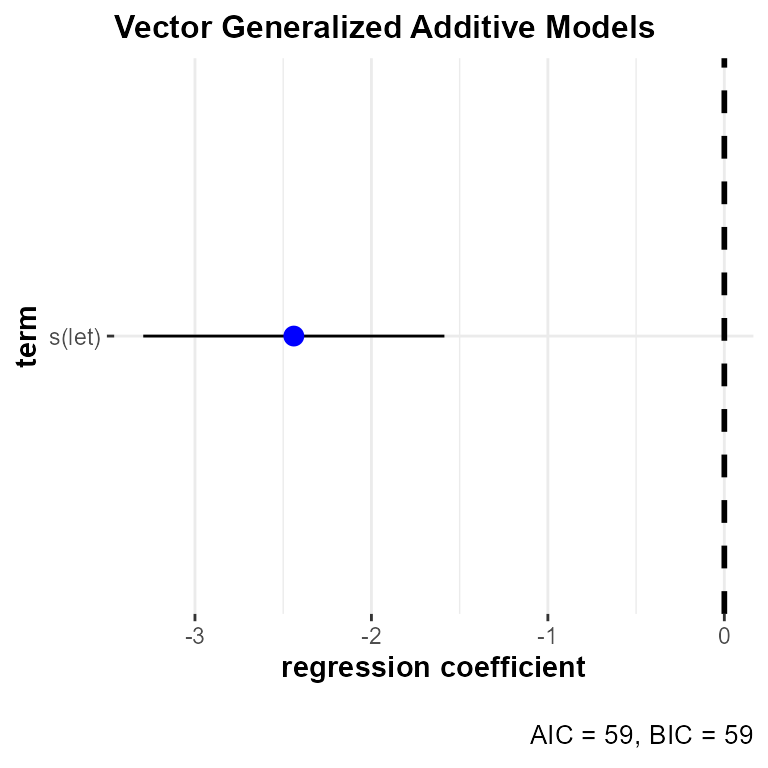 Vector Generalized Additive Models
term
s(let)
-3
-2
-1
0
regression coefficient
AIC = 59, BIC = 59